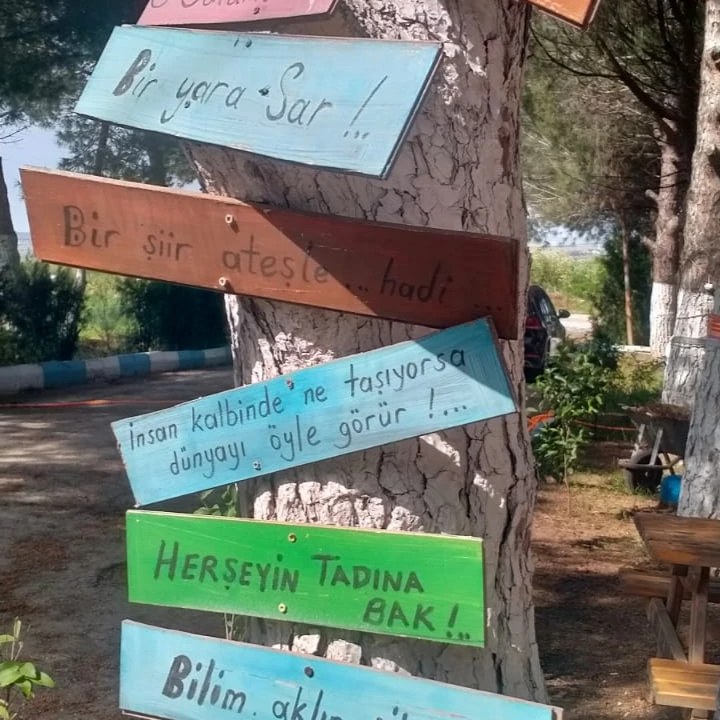 Bir yara Sar !..
Bir şiir ateşle...hadi ...
İnsan kalbinde ne taşıyorsa
dünyayı öyle görür !...
HERŞEYİN TADINA
BAK !..
Bilim